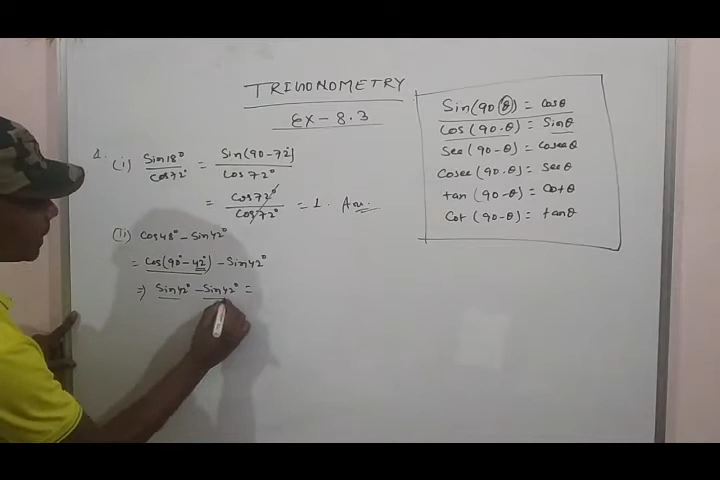 TRIGONOMETRY
Ex - 8.3
1. (i) Sin18° / Cos72° = Sin(90-72°) / Cos72°
= Cos72° / Cos72° = 1. Ans.
(ii) Cos48° - Sin42°
= Cos(90° - 42°) - Sin42°
⇒ Sin42° - Sin42° =
Sin(90-θ) = Cosθ
Cos(90-θ) = Sinθ
Sec(90-θ) = Cosecθ
Cosec(90-θ) = Secθ
tan(90-θ) = Cotθ
Cot(90-θ) = tanθ